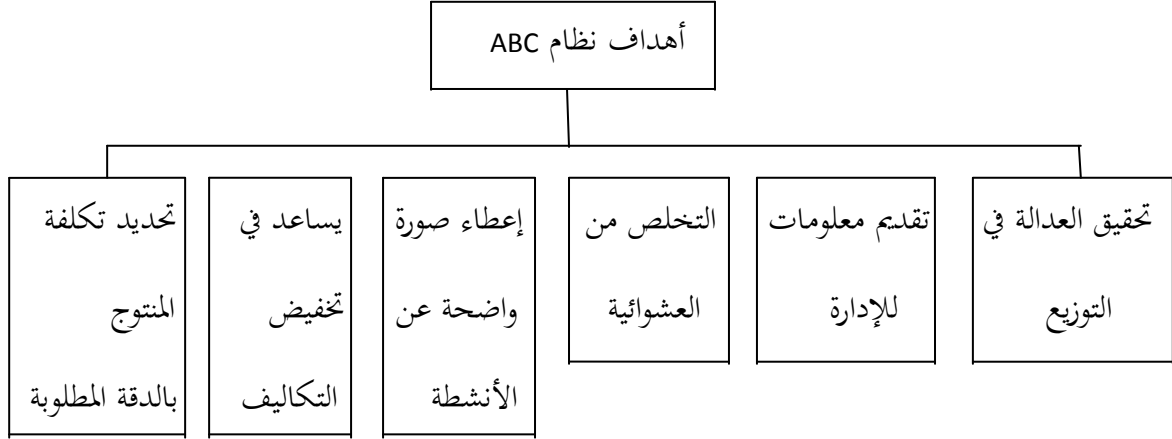 أهداف نظام ABC
تحقيق العدالة في
التوزيع
تقديم معلومات
للإدارة
التخلص من
العشوائية
إعطاء صورة
واضحة عن
الأنشطة
يساعد في
تخفيض
التكاليف
تحديد تكلفة
المنتوج
بالدقة المطلوبة